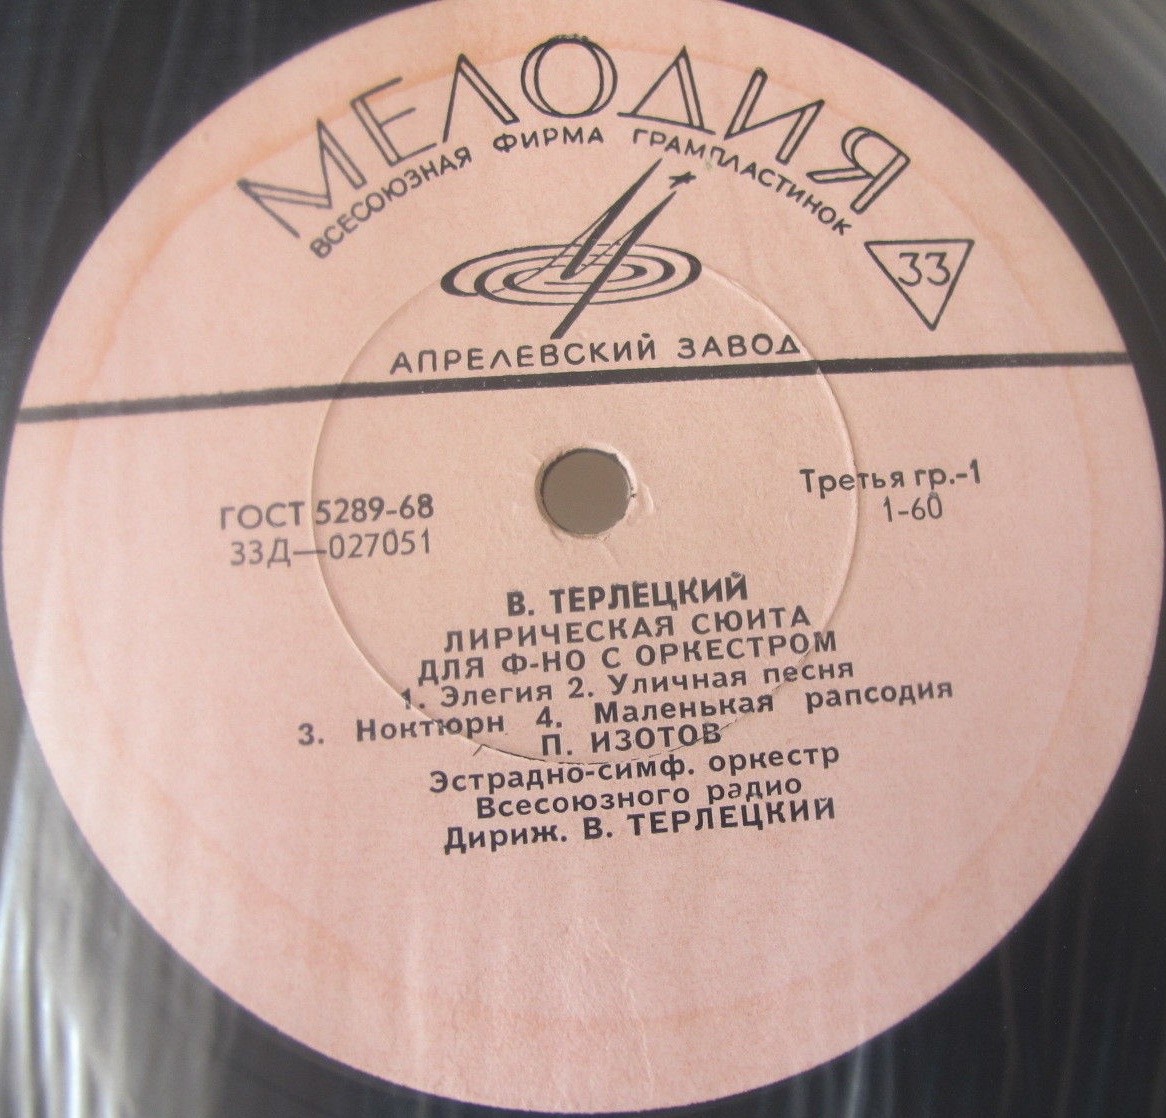 МЕЛОДИЯ
ВСЕСОЮЗНАЯ ФИРМА ГРАМПЛАСТИНОК
33
АПРЕЛЕВСКИЙ ЗАВОД
ГОСТ 5289-68
33Д—027051
Третья гр.-1
1-60
В. ТЕРЛЕЦКИЙ
ЛИРИЧЕСКАЯ СЮИТА
ДЛЯ Ф-НО С ОРКЕСТРОМ
1. Элегия 2. Уличная песня
3. Ноктюрн 4. Маленькая рапсодия
П. ИЗОТОВ
Эстрадно-симф. оркестр
Всесоюзного радио
Дириж. В. ТЕРЛЕЦКИЙ